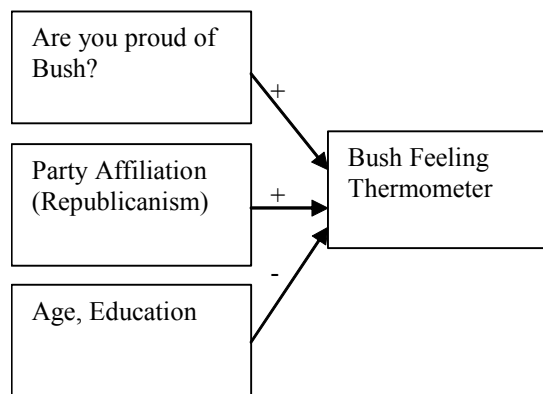 Are you proud of
Bush?
+
Party Affiliation
(Republicanism)
+
Bush Feeling
Thermometer
-
Age, Education